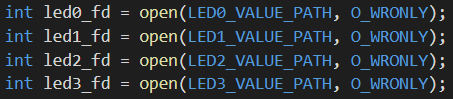 int led0_fd = open(LED0_VALUE_PATH, O_WRONLY);
int led1_fd = open(LED1_VALUE_PATH, O_WRONLY);
int led2_fd = open(LED2_VALUE_PATH, O_WRONLY);
int led3_fd = open(LED3_VALUE_PATH, O_WRONLY);